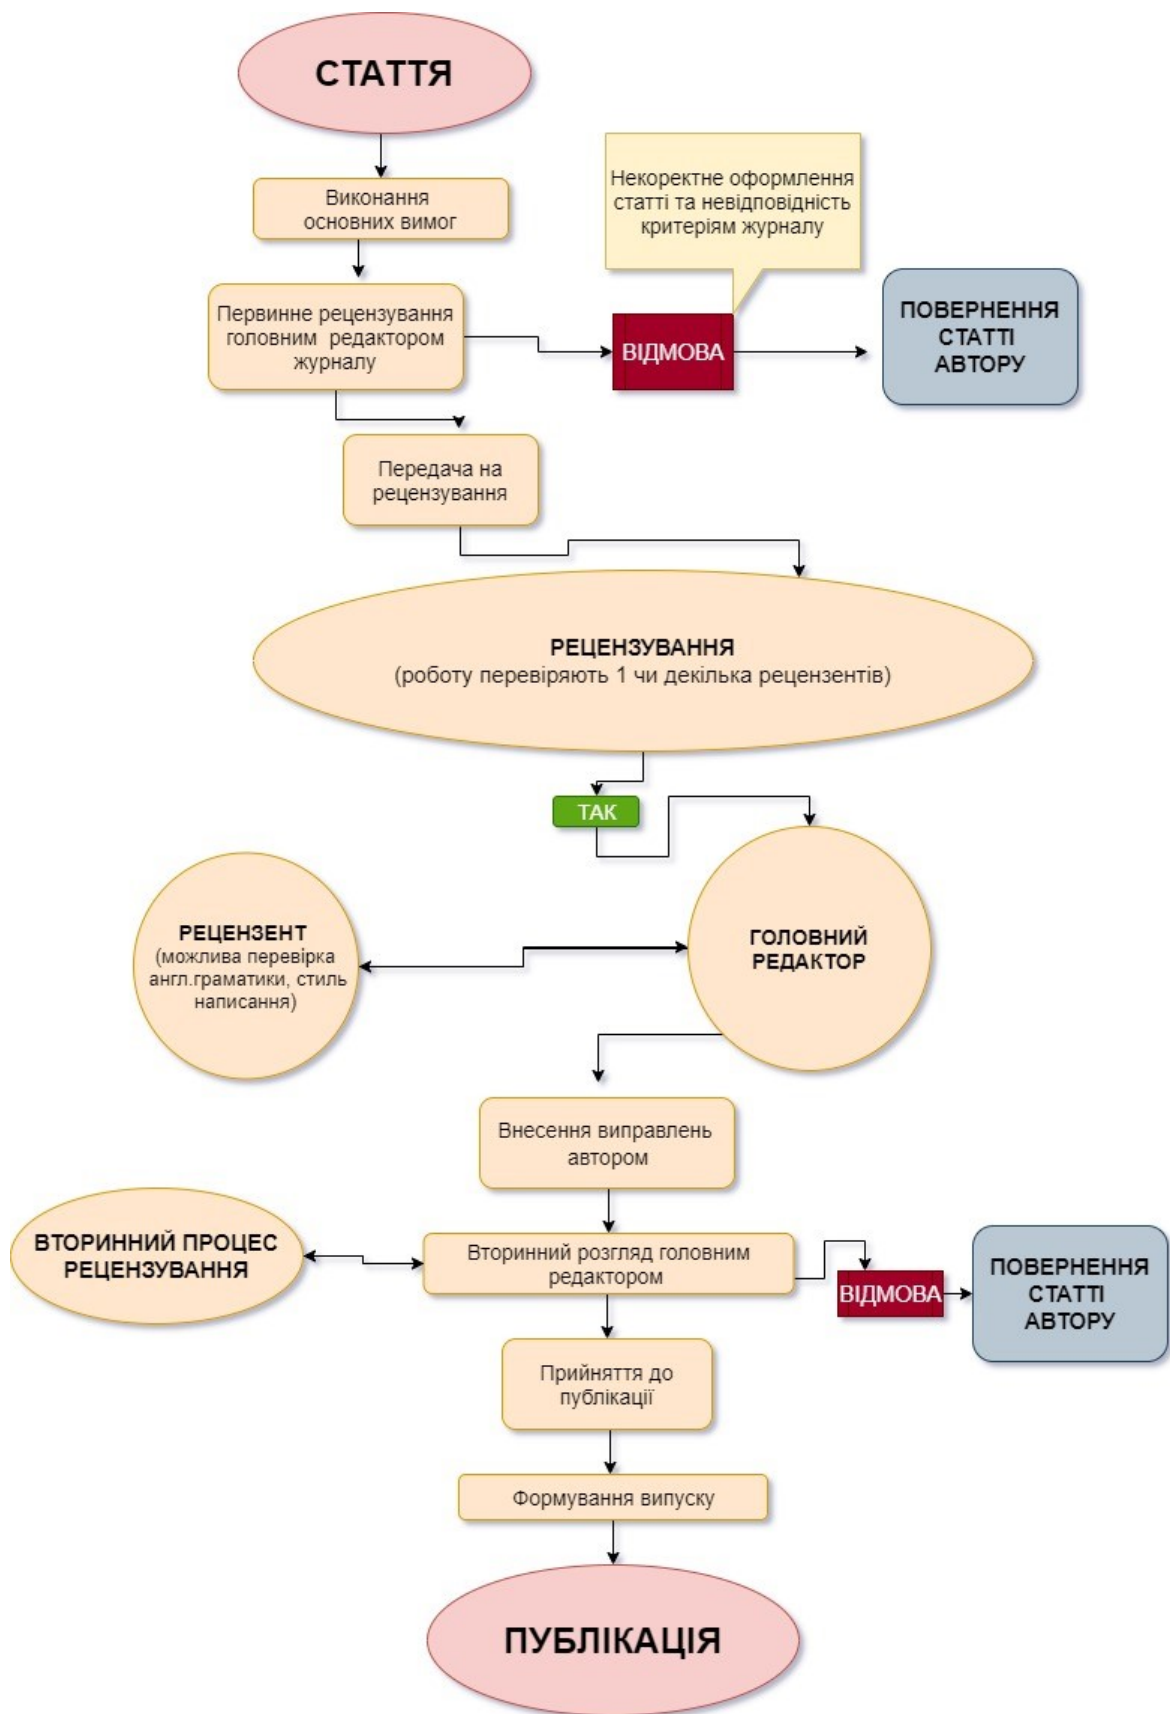 СТАТТЯ
Виконання
основних вимог
Некоректне оформлення
статті та невідповідність
критеріям журналу
Первинне рецензування
головним редактором
журналу
ВІДМОВА
ПОВЕРНЕННЯ
СТАТТІ
АВТОРУ
Передача на
рецензування
РЕЦЕНЗУВАННЯ
(роботу перевіряють 1 чи декілька рецензентів)
ТАК
РЕЦЕНЗЕНТ
(можлива перевірка
англ.граматики, стиль
написання)
ГОЛОВНИЙ
РЕДАКТОР
Внесення виправлень
автором
ВТОРИННИЙ ПРОЦЕС
РЕЦЕНЗУВАННЯ
Вторинний розгляд головним
редактором
ВІДМОВА
ПОВЕРНЕННЯ
СТАТТІ
АВТОРУ
Прийняття до
публікації
Формування випуску
ПУБЛІКАЦІЯ